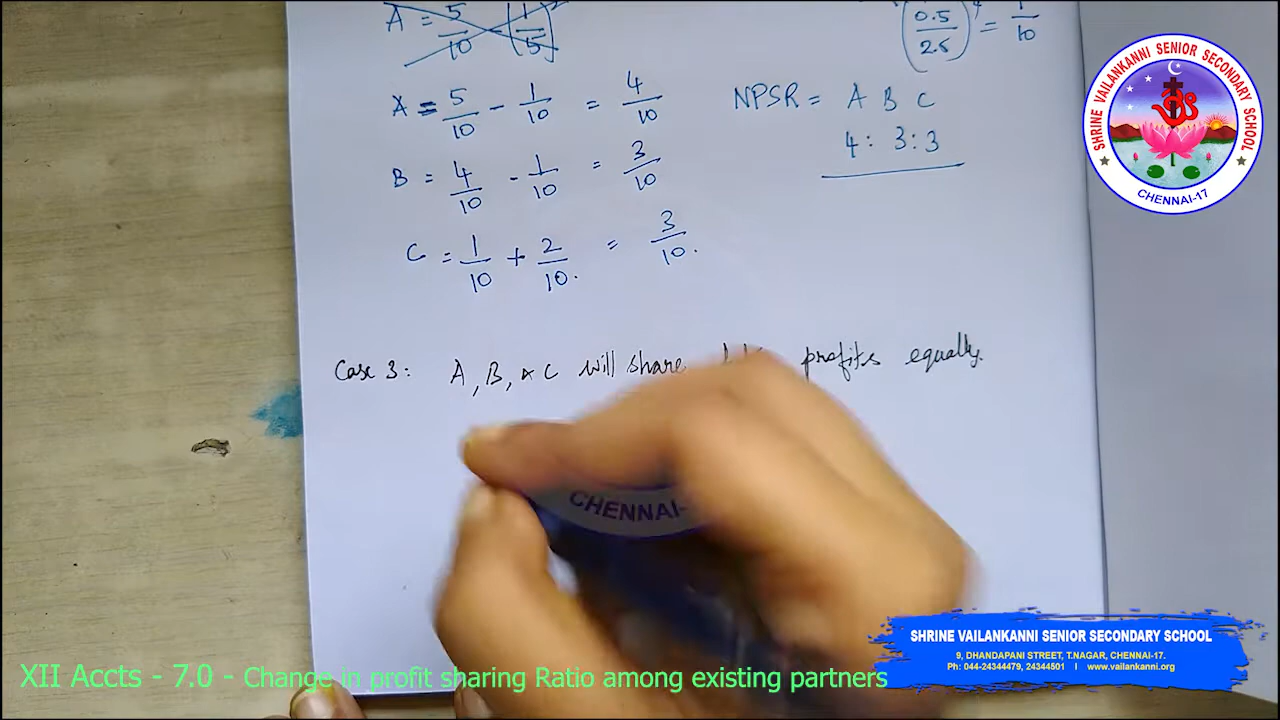 A = 5/10 - (1/5)
(0.5/2.5) = 1/10
A = 5/10 - 1/10 = 4/10
NPSR = A B C
4 : 3 : 3
B = 4/10 - 1/10 = 3/10
C = 1/10 + 2/10. = 3/10.
Case 3: A, B, & C will share profits equally.
CHENNAI-
SHRINE VAILANKANNI SENIOR SECONDARY SCHOOL
CHENNAI-17
SHRINE VAILANKANNI SENIOR SECONDARY SCHOOL
9, DHANDAPANI STREET, T.NAGAR, CHENNAI-17.
Ph: 044-24344479, 24344501 I www.vailankanni.org
XII Accts - 7.0 - Change in profit sharing Ratio among existing partners